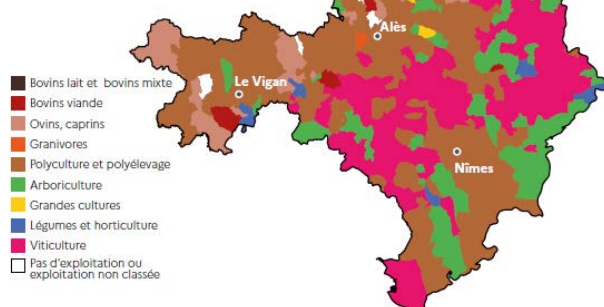 Alès
Le Vigan
Nîmes
Bovins lait et bovins mixte
Bovins viande
Ovins, caprins
Granivores
Polyculture et polyélevage
Arboriculture
Grandes cultures
Légumes et horticulture
Viticulture
Pas d'exploitation ou
exploitation non classée